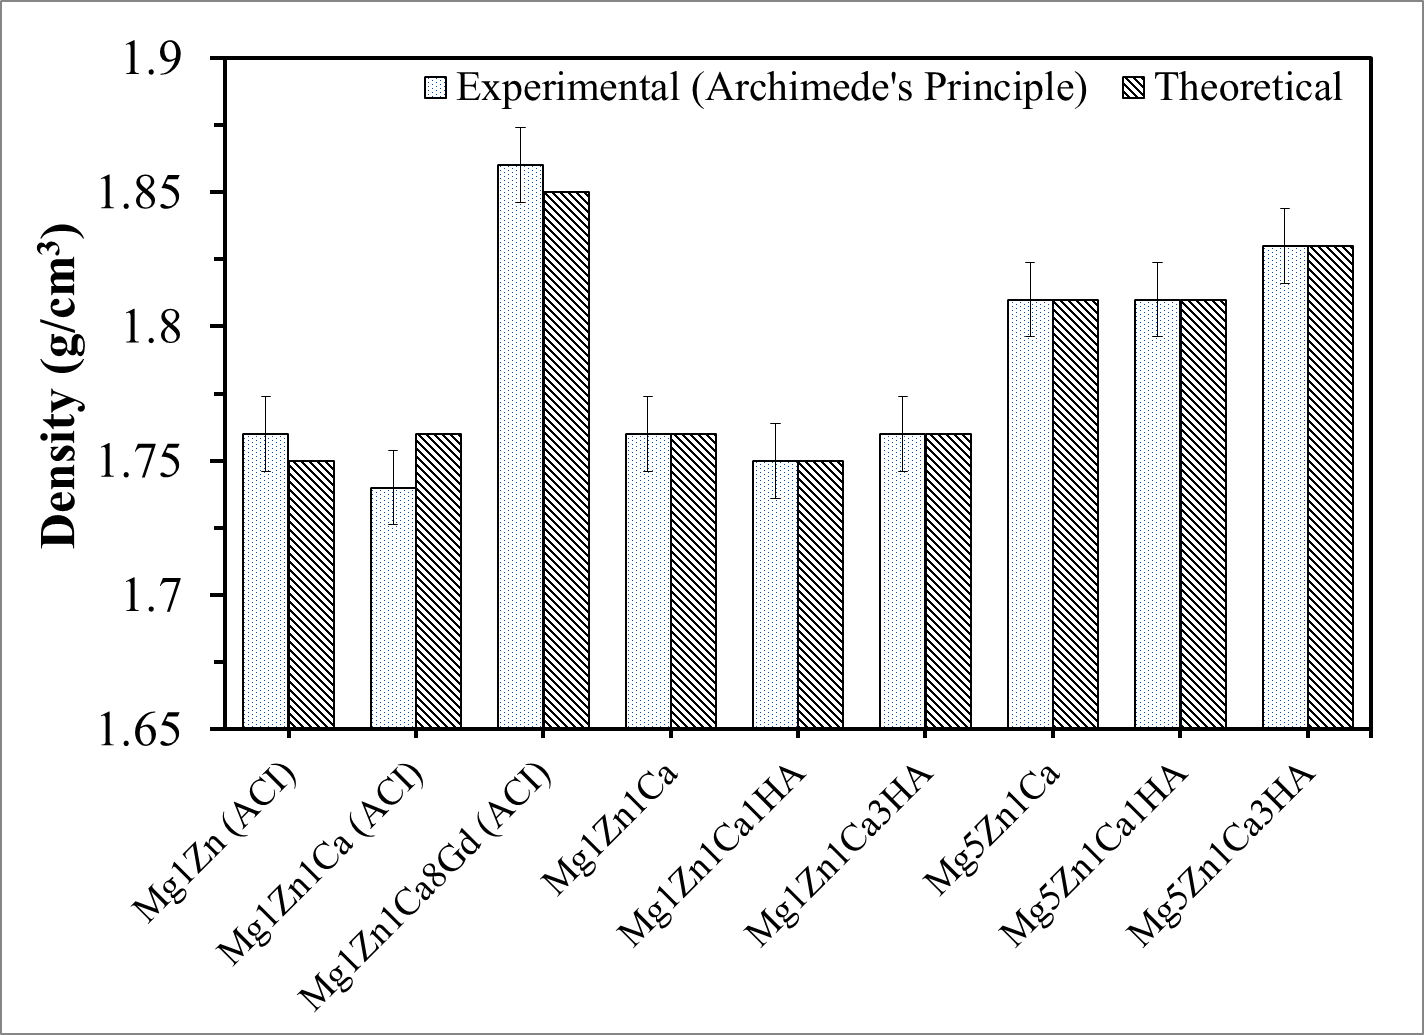 Experimental (Archimede's Principle) Theoretical
Density (g/cm³)
1.9
1.85
1.8
1.75
1.7
1.65
Mg1Zn (ACI)
Mg1Zn1Ca (ACI)
Mg1Zn1Ca8Gd (ACI)
Mg1Zn1Ca
Mg1Zn1Ca1HA
Mg1Zn1Ca3HA
Mg5Zn1Ca
Mg5Zn1Ca1HA
Mg5Zn1Ca3HA